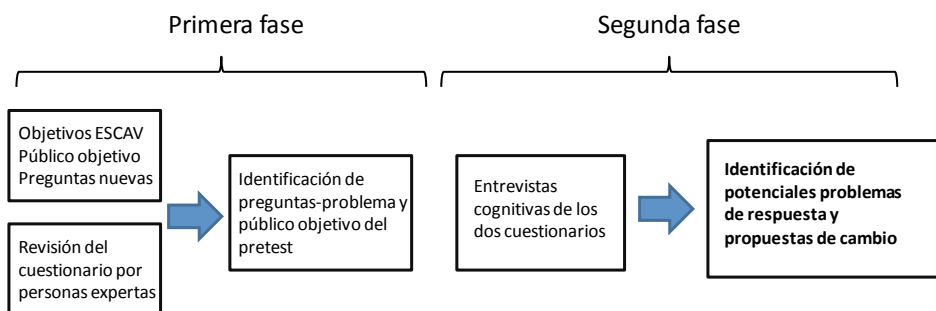 Primera fase
Segunda fase
Objetivos ESCAV
Público objetivo
Preguntas nuevas
Revisión del
cuestionario por
personas expertas
Identificación de
preguntas-problema y
público objetivo del
pretest
Entrevistas
cognitivas de los
dos cuestionarios
Identificación de
potenciales problemas
de respuesta y
propuestas de cambio